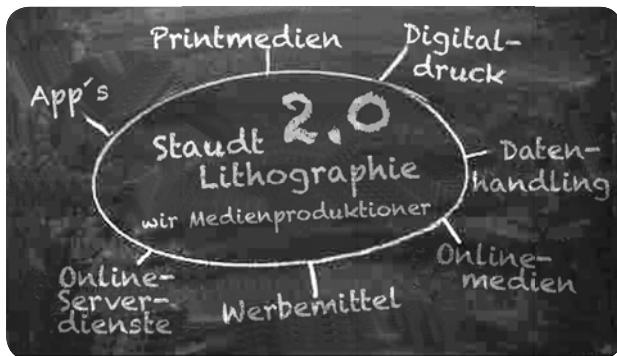 Printmedien
Digital-
druck
App´s
2.0
Staudt
Lithographie
wir Medienproduktioner
Daten-
handling
Online-
medien
Werbemittel
Online-
Server-
dienste